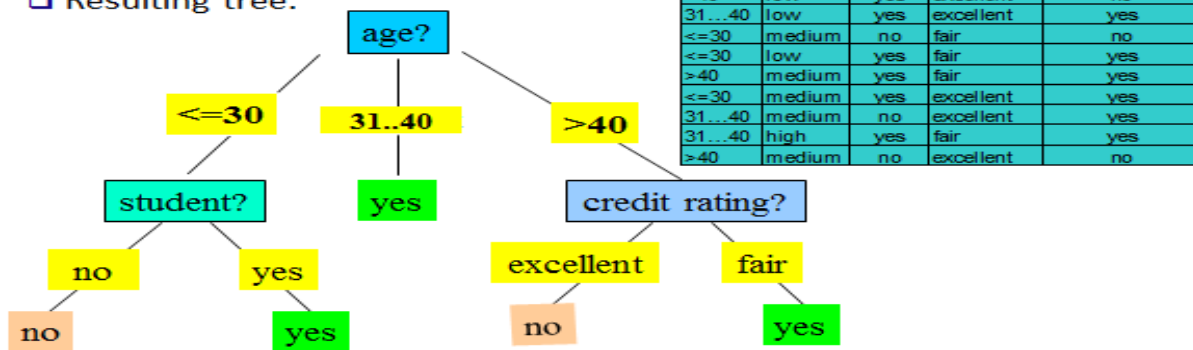 Resulting tree:
age?
<=30
31..40
>40
student?
yes
credit rating?
no
yes
excellent
fair
no
yes
no
yes
31...40 low yes excellent yes
<=30 medium no fair no
<=30 low yes fair yes
>40 medium yes fair yes
<=30 medium yes excellent yes
31...40 medium no excellent yes
31...40 high yes fair yes
>40 medium no excellent no